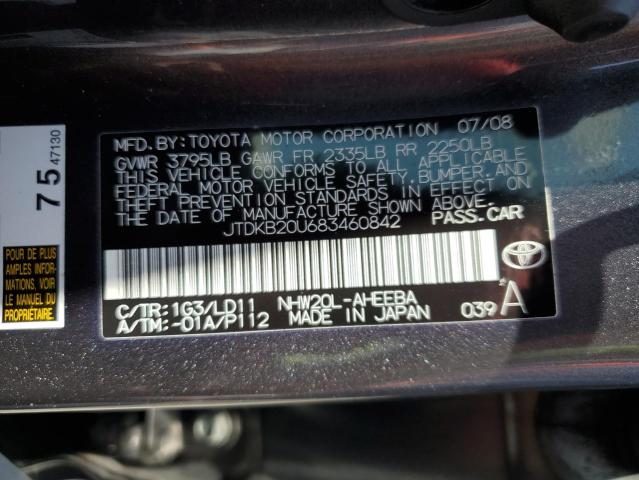 MFD. BY: TOYOTA MOTOR CORPORATION 07/08
GVWR 3795LB GAWR FR 2335LB RR 2250LB
THIS VEHICLE CONFORMS TO ALL APPLICABLE
FEDERAL MOTOR VEHICLE SAFETY, BUMPER, AND
THEFT PREVENTION STANDARDS IN EFFECT ON
THE DATE OF MANUFACTURE SHOWN ABOVE.
JTDKB20U683460842 PASS. CAR
C/TR: 1G3/LD11 NHW20L-AHEEBA
A/TM: -01A/P112 MADE IN JAPAN 039 A
75 47130
POUR DE PLUS
AMPLES INFOR-
MATIONS, LIRE
LE MANUEL DU
PROPRIÉTAIRE.